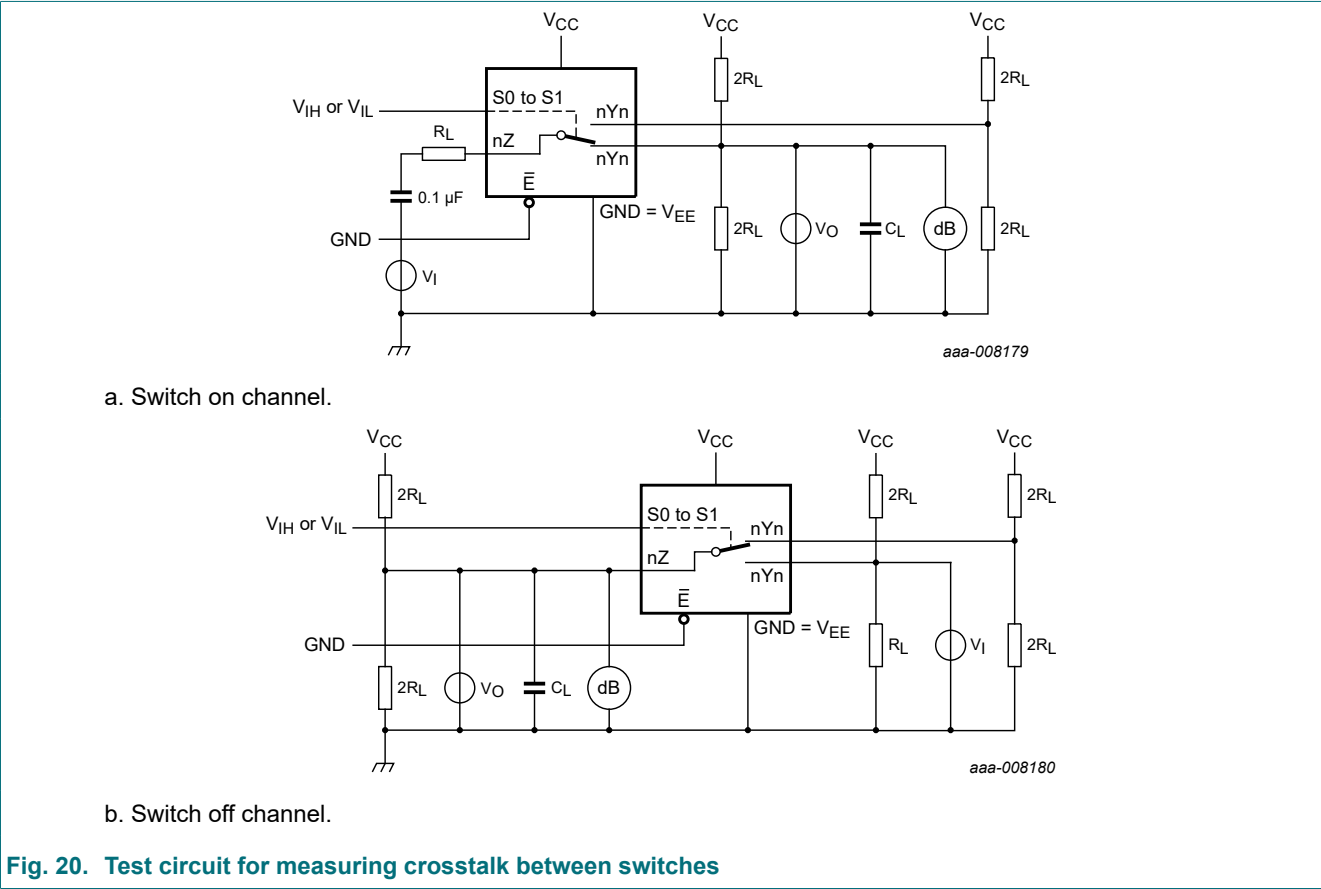 VCC VCC VCC
2RL 2RL
S0 to S1
VIH or VIL
nYn
RL
nZ
nYn
Ē
0.1 µF
GND = VEE
GND
2RL VO CL dB 2RL
VI
aaa-008179
a. Switch on channel.
VCC VCC VCC VCC
2RL 2RL 2RL
S0 to S1
VIH or VIL
nYn
nZ
nYn
Ē
GND = VEE
GND
RL VI 2RL
2RL VO CL dB
aaa-008180
b. Switch off channel.
Fig. 20. Test circuit for measuring crosstalk between switches